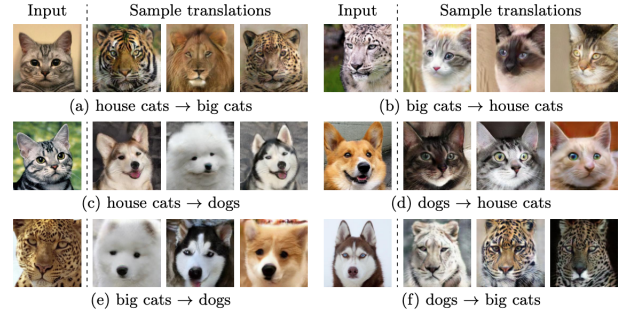 Input Sample translations Input Sample translations
(a) house cats → big cats (b) big cats → house cats
(c) house cats → dogs (d) dogs → house cats
(e) big cats → dogs (f) dogs → big cats